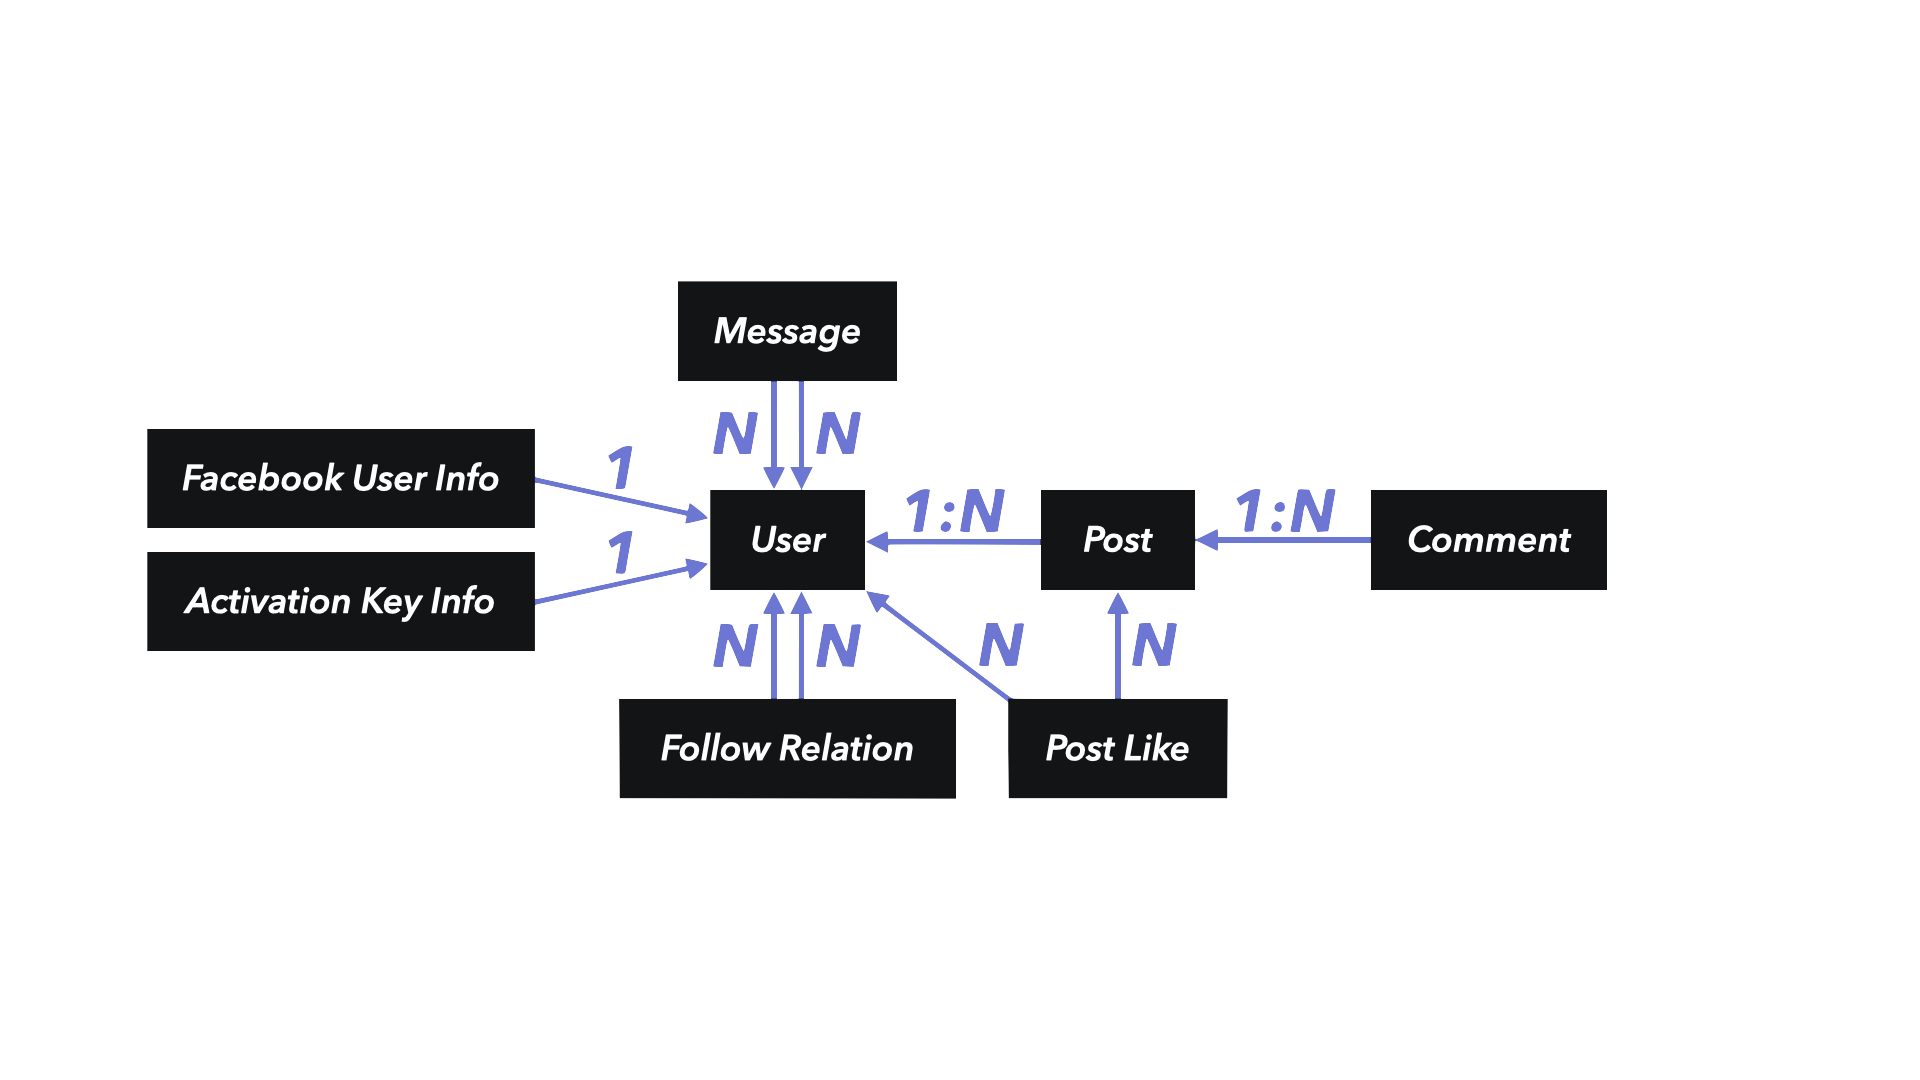 Message
N
N
Facebook User Info
1
1:N
1:N
User
Post
Comment
1
Activation Key Info
N
N
N
N
Follow Relation
Post Like